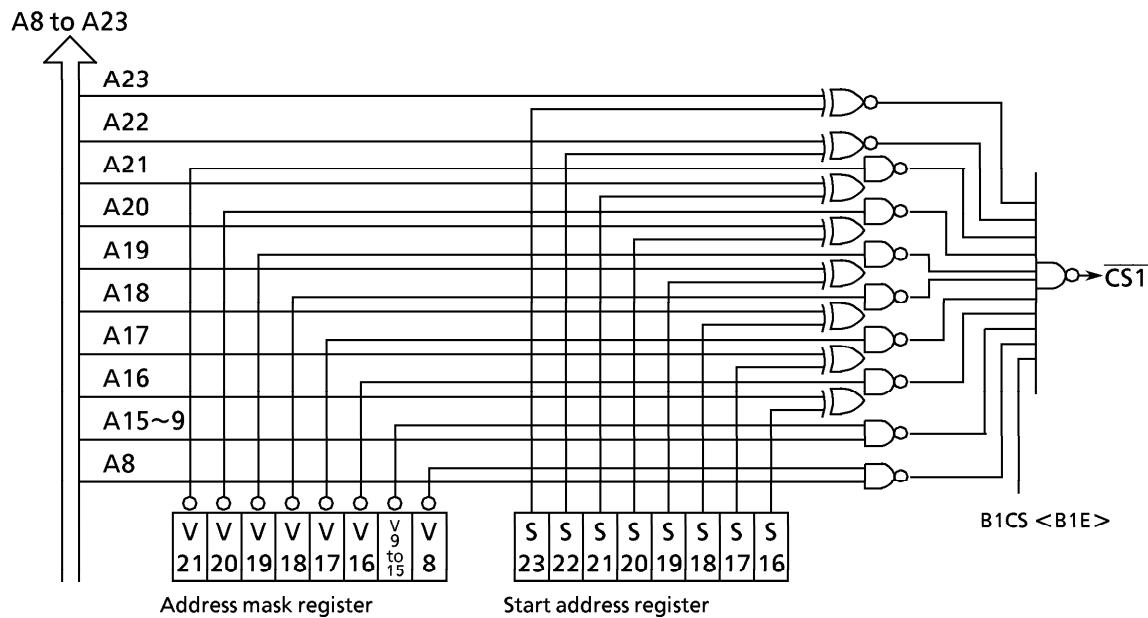 A8 to A23
A23
A22
A21
A20
A19
A18
A17
A16
A15~9
A8
CS1
B1CS <B1E>
V 21
V 20
V 19
V 18
V 17
V 16
V 9 to 15
V 8
S 23
S 22
S 21
S 20
S 19
S 18
S 17
S 16
Address mask register
Start address register